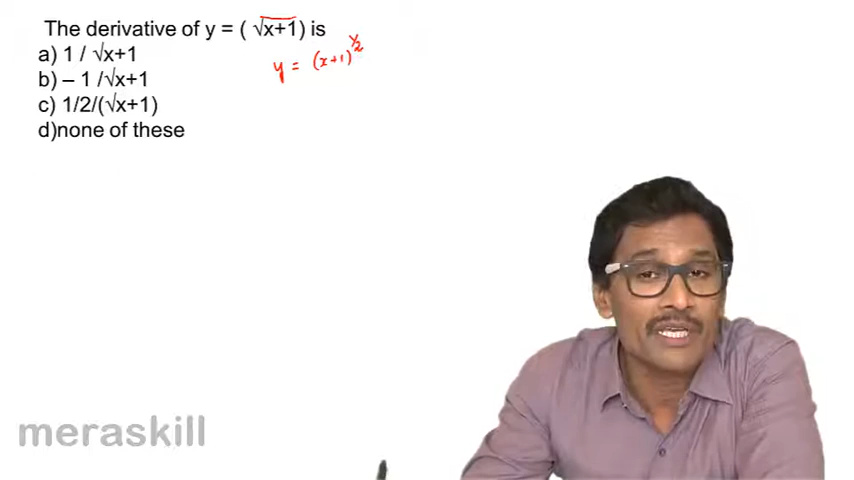 The derivative of y = ( √x+1) is
a) 1 / √x+1
y = (x+1)^½
b) – 1 /√x+1
c) 1/2/(√x+1)
d)none of these
meraskill